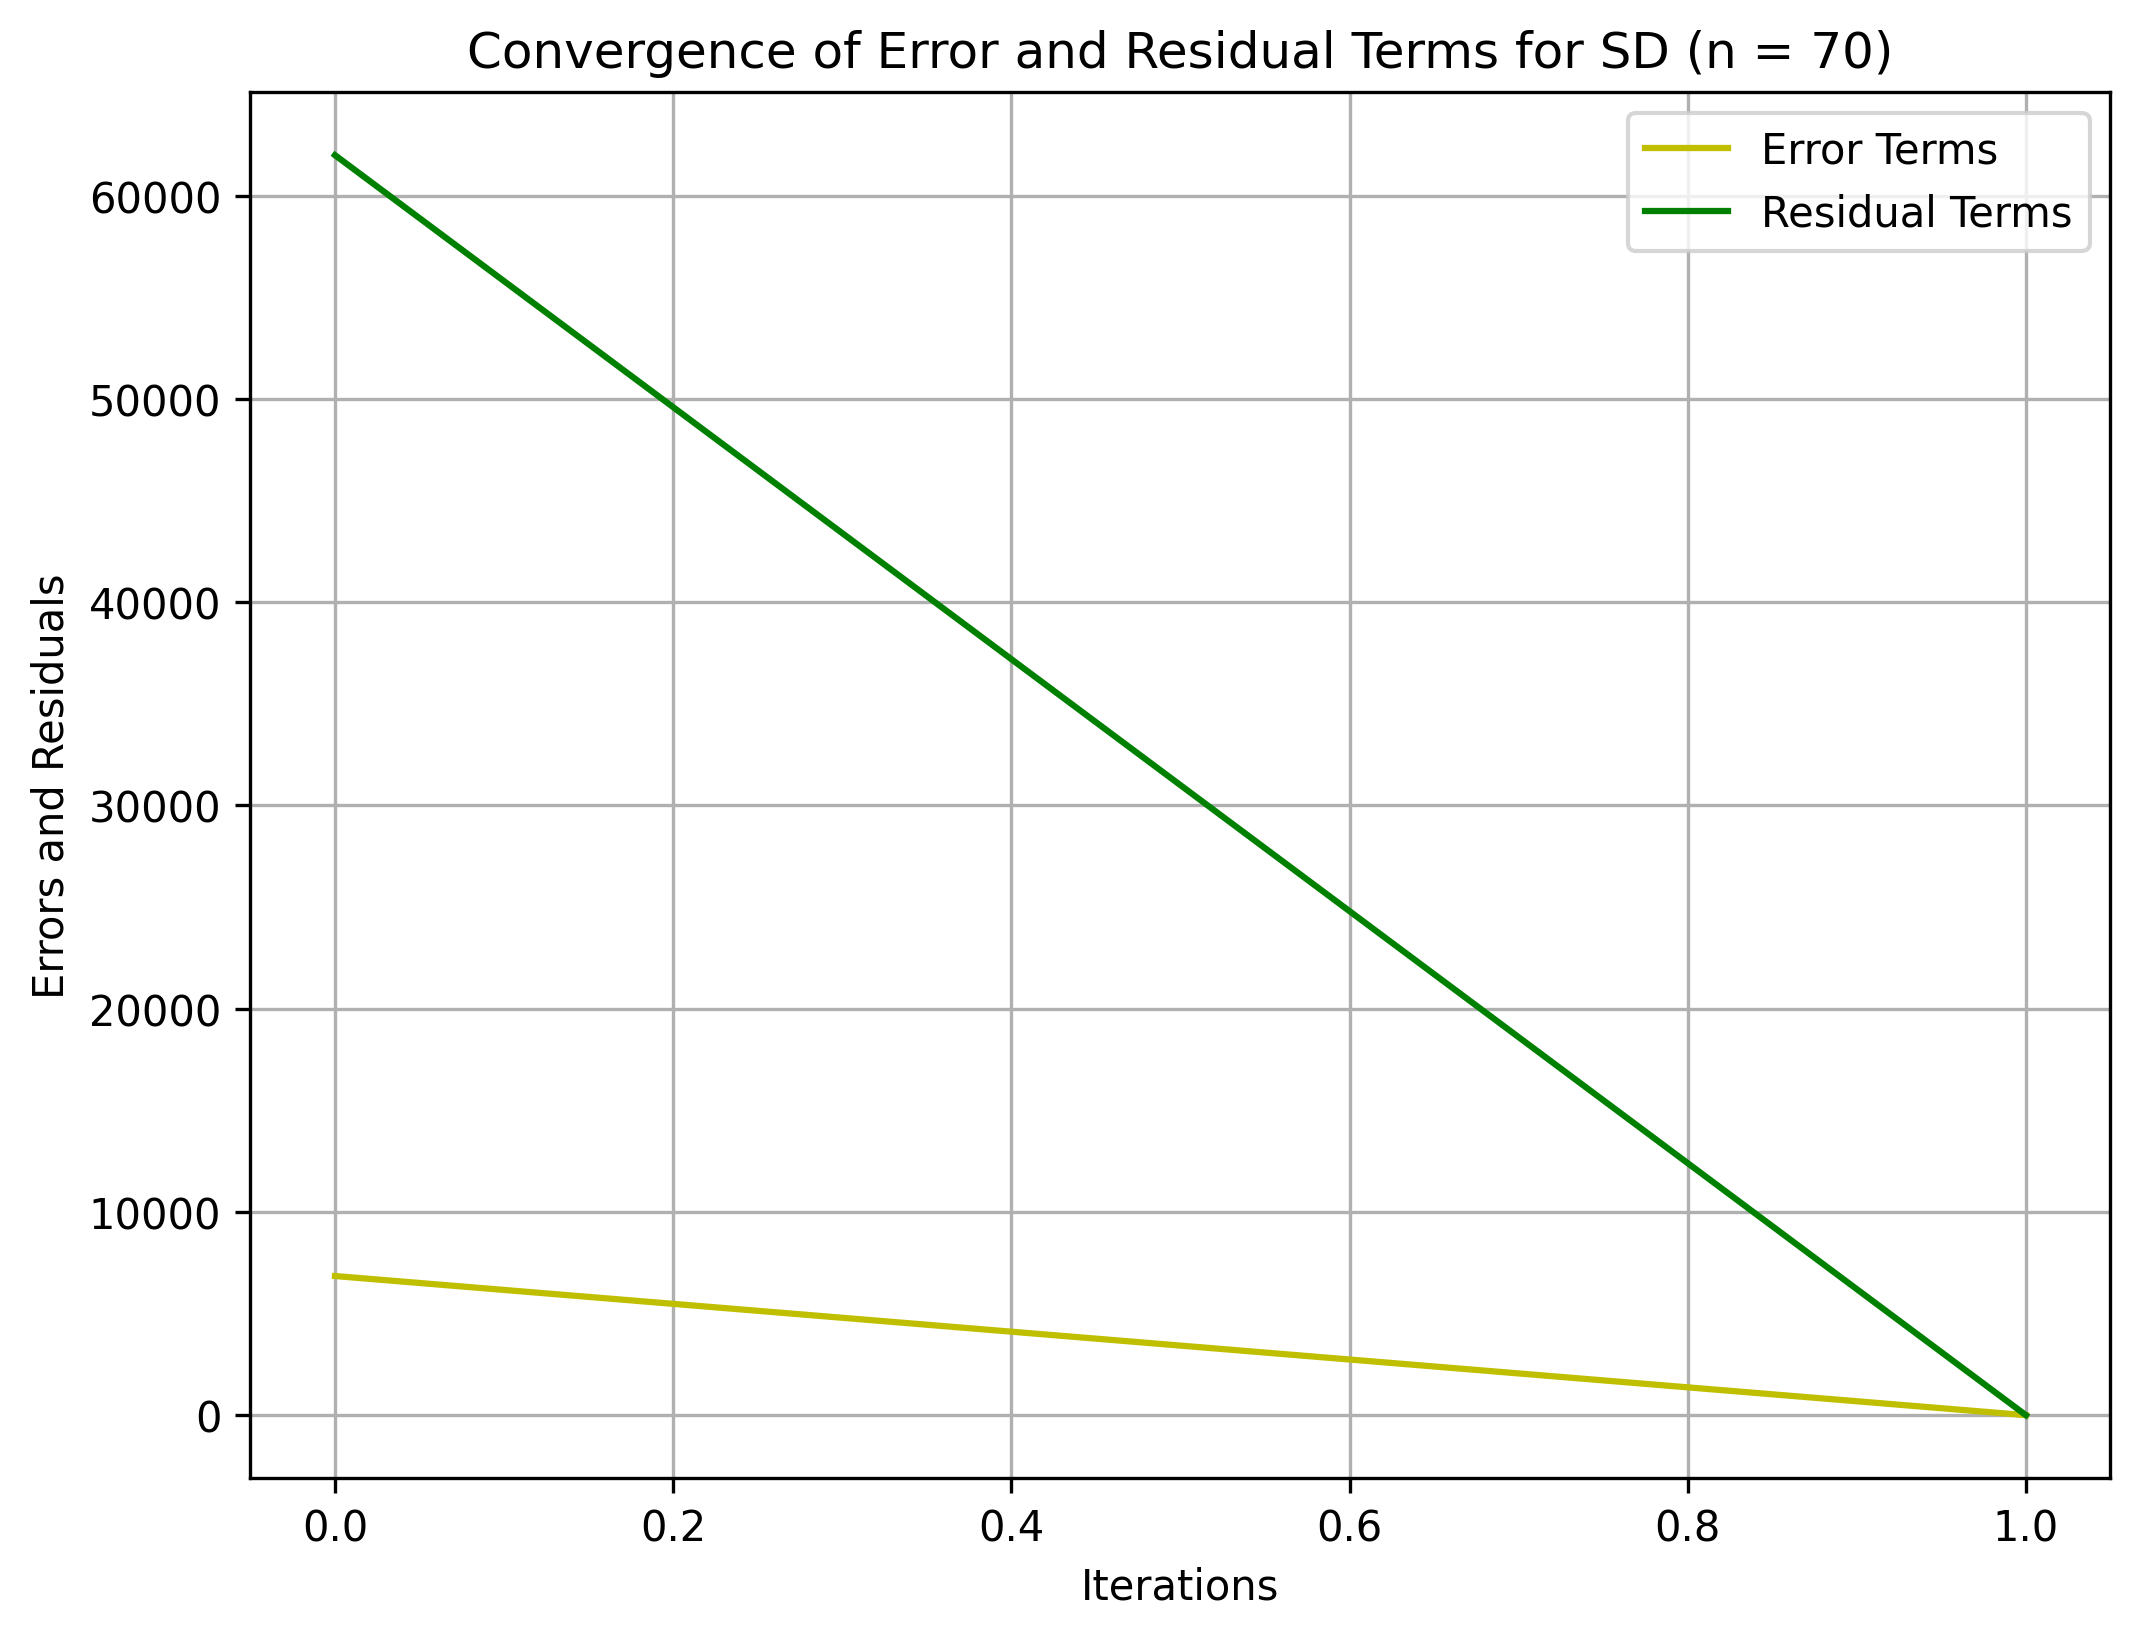 Convergence of Error and Residual Terms for SD (n = 70)
Error Terms
Residual Terms
60000
50000
40000
30000
20000
10000
0
Errors and Residuals
0.0 0.2 0.4 0.6 0.8 1.0
Iterations